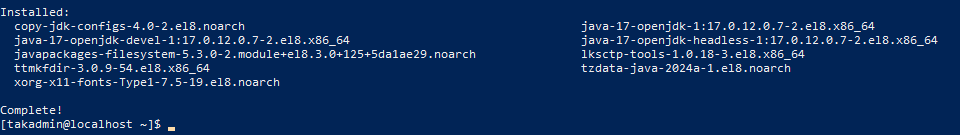 Installed:
copy-jdk-configs-4.0-2.el8.noarch java-17-openjdk-1:17.0.12.0.7-2.el8.x86_64
java-17-openjdk-devel-1:17.0.12.0.7-2.el8.x86_64 java-17-openjdk-headless-1:17.0.12.0.7-2.el8.x86_64
javapackages-filesystem-5.3.0-2.module+el8.3.0+125+5da1ae29.noarch lksctp-tools-1.0.18-3.el8.x86_64
ttmkfdir-3.0.9-54.el8.x86_64 tzdata-java-2024a-1.el8.noarch
xorg-x11-fonts-Type1-7.5-19.el8.noarch
Complete!
[takadmin@localhost ~]$